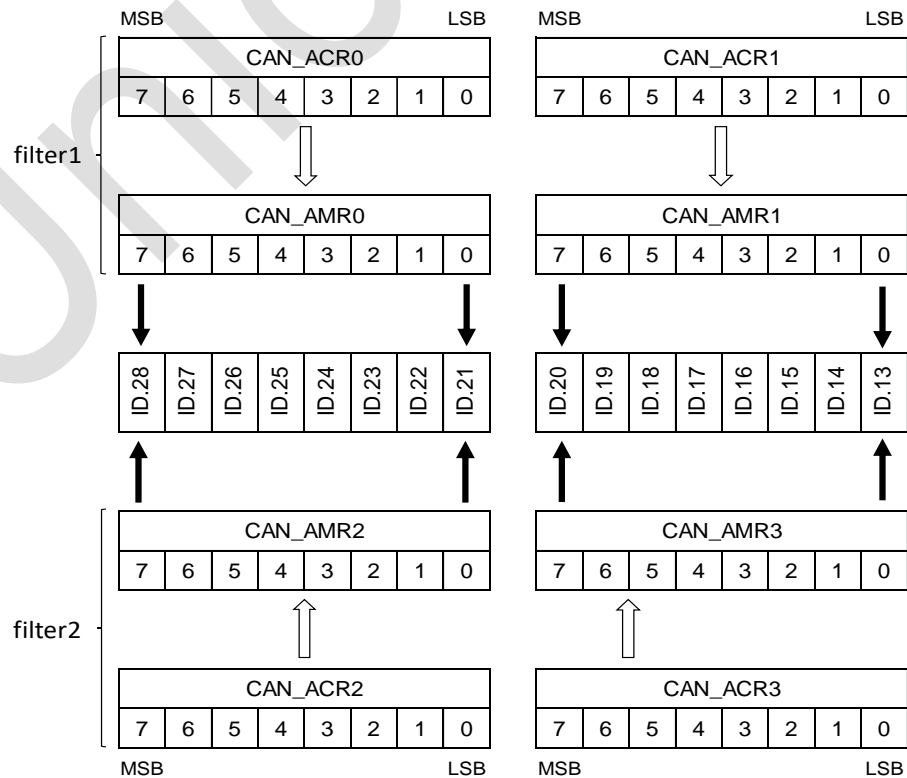 MSB LSB MSB LSB
CAN_ACR0 CAN_ACR1
7 6 5 4 3 2 1 0 7 6 5 4 3 2 1 0
filter1
CAN_AMR0 CAN_AMR1
7 6 5 4 3 2 1 0 7 6 5 4 3 2 1 0
ID.28 ID.27 ID.26 ID.25 ID.24 ID.23 ID.22 ID.21 ID.20 ID.19 ID.18 ID.17 ID.16 ID.15 ID.14 ID.13
CAN_AMR2 CAN_AMR3
7 6 5 4 3 2 1 0 7 6 5 4 3 2 1 0
filter2
CAN_ACR2 CAN_ACR3
7 6 5 4 3 2 1 0 7 6 5 4 3 2 1 0
MSB LSB MSB LSB